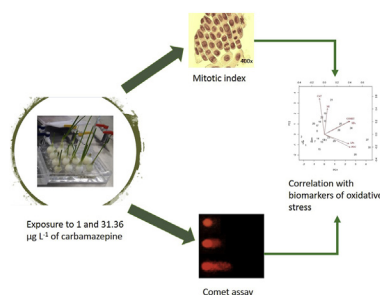 400x
Mitotic index
Exposure to 1 and 31.36
µg L-1 of carbamazepine
Correlation with
biomarkers of oxidative
stress
Comet assay